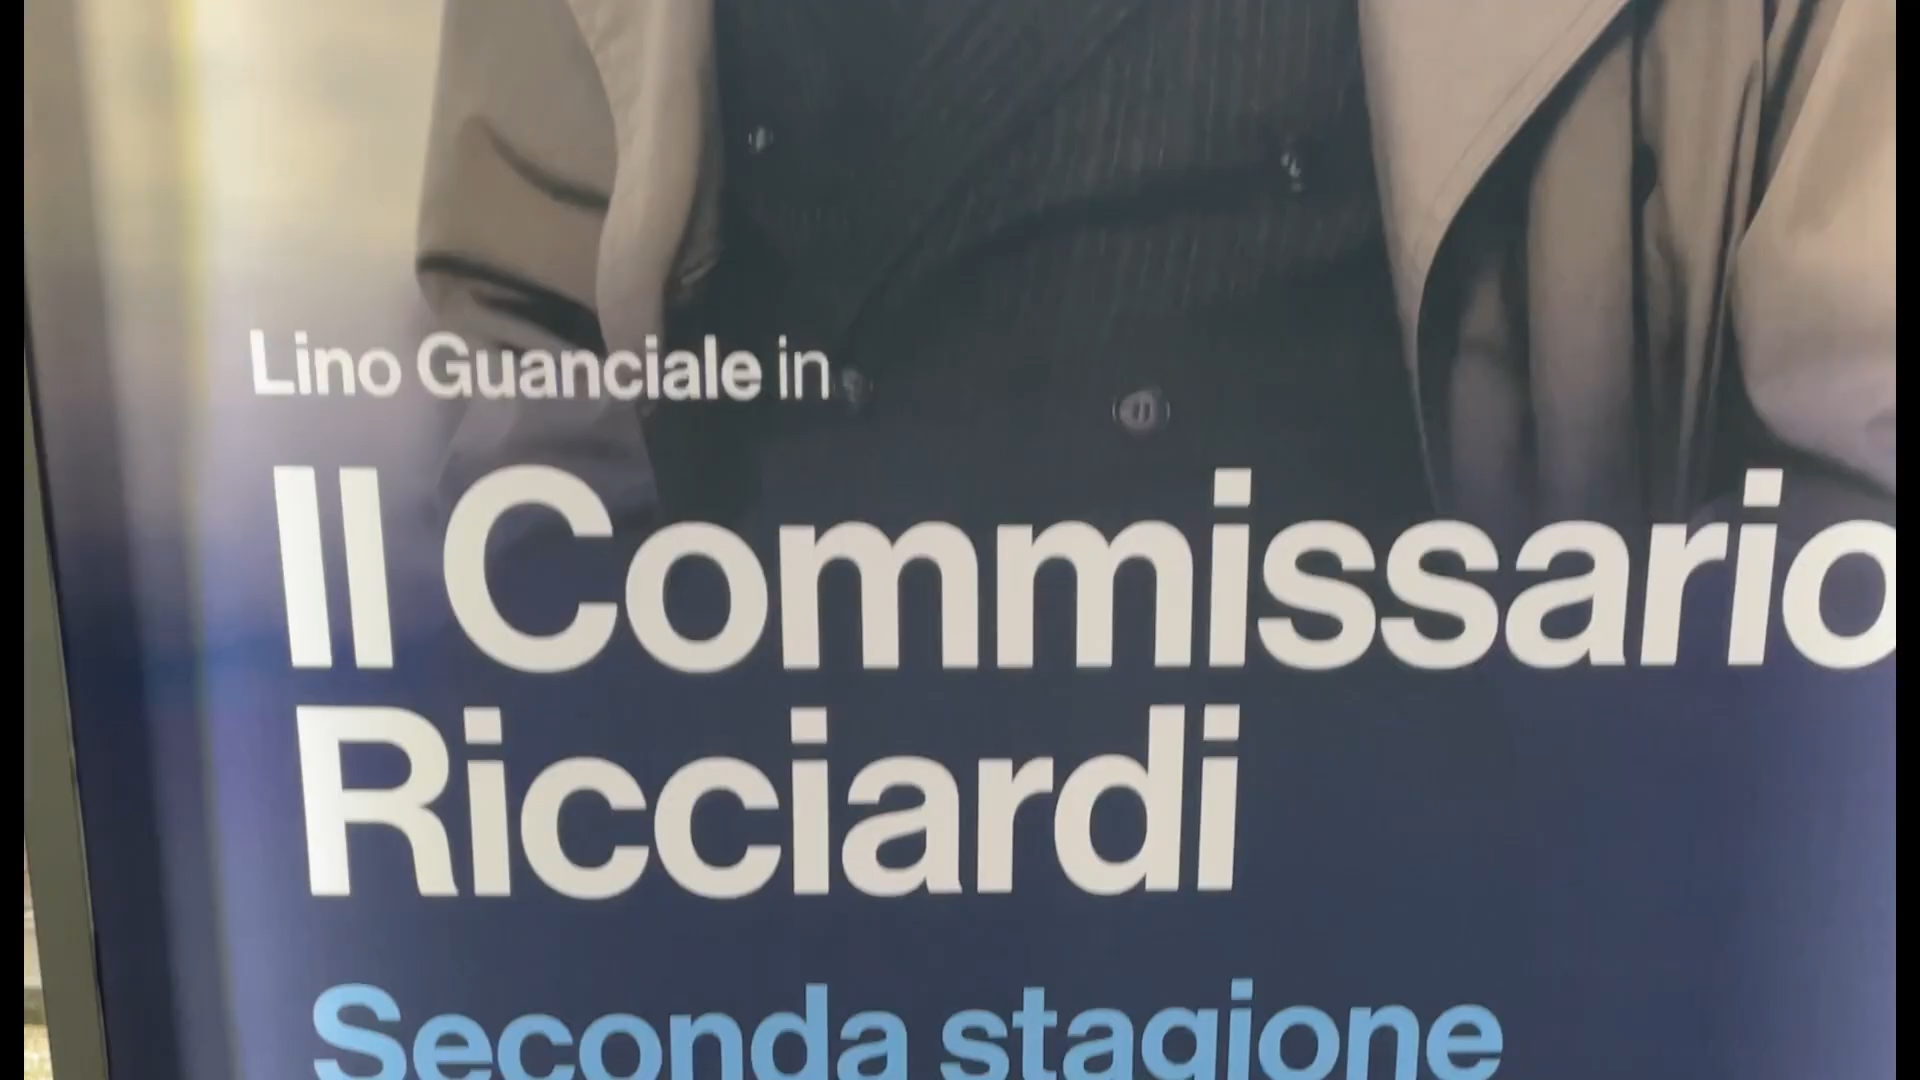 Lino Guanciale in
Il Commissario
Ricciardi
Seconda stagione